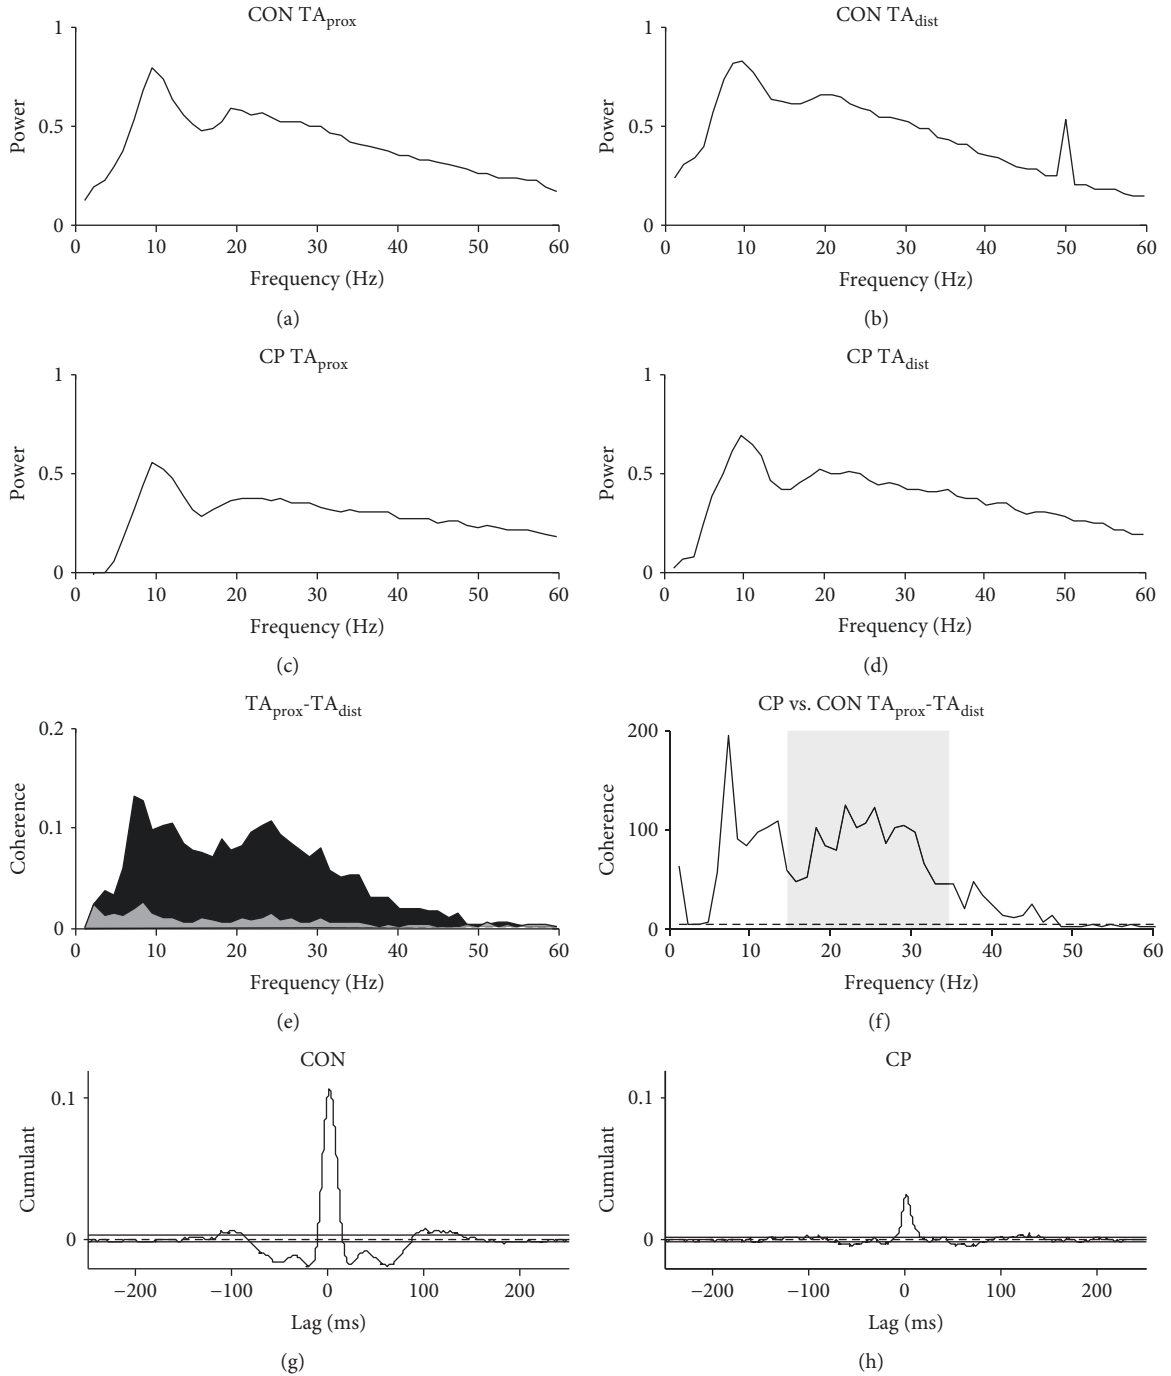 CON TAprox
1
0.5
0
Power
0 10 20 30 40 50 60
Frequency (Hz)
(a)
CON TAdist
1
0.5
0
Power
0 10 20 30 40 50 60
Frequency (Hz)
(b)
CP TAprox
1
0.5
0
Power
0 10 20 30 40 50 60
Frequency (Hz)
(c)
CP TAdist
1
0.5
0
Power
0 10 20 30 40 50 60
Frequency (Hz)
(d)
TAprox-TAdist
0.2
0.1
0
Coherence
0 10 20 30 40 50 60
Frequency (Hz)
(e)
CP vs. CON TAprox-TAdist
200
100
0
Coherence
0 10 20 30 40 50 60
Frequency (Hz)
(f)
CON
0.1
0
Cumulant
−200 −100 0 100 200
Lag (ms)
(g)
CP
0.1
0
Cumulant
−200 −100 0 100 200
Lag (ms)
(h)